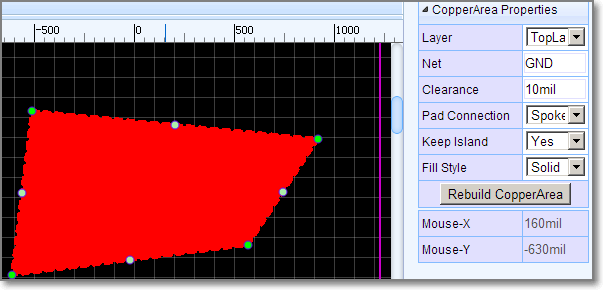 CopperArea Properties
-500 0 500 1000
Layer TopLa
Net GND
Clearance 10mil
Pad Connection Spoke
Keep Island Yes
Fill Style Solid
Rebuild CopperArea
Mouse-X 160mil
Mouse-Y -630mil